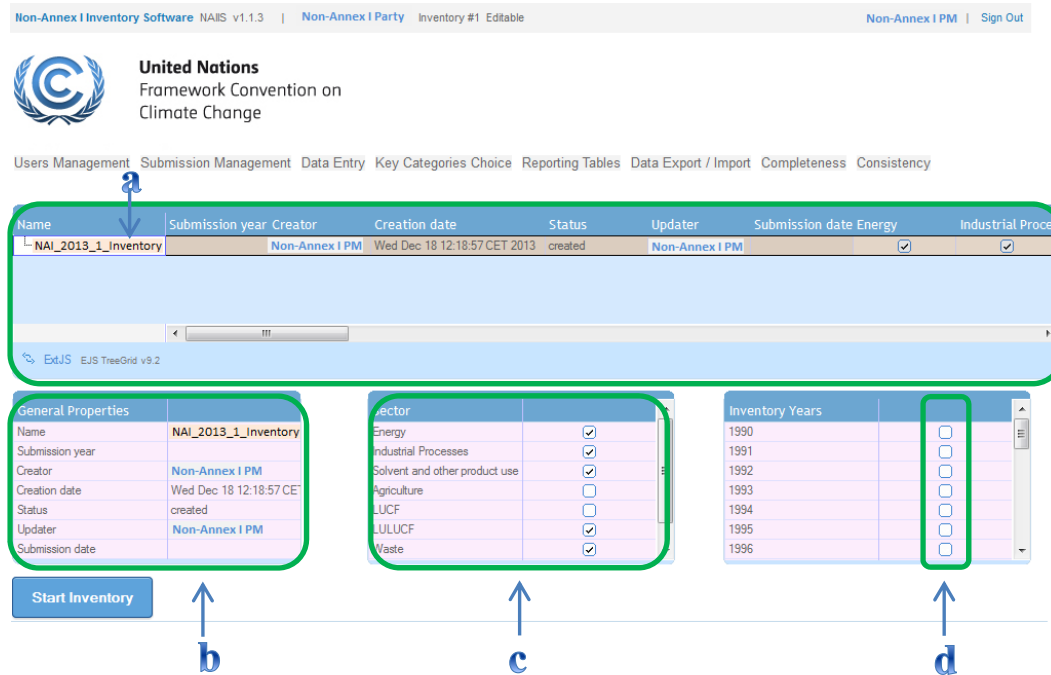 Non-Annex I Inventory Software NAIIS v1.1.3 | Non-Annex I Party Inventory #1 Editable Non-Annex I PM | Sign Out
United Nations
Framework Convention on
Climate Change
Users Management Submission Management Data Entry Key Categories Choice Reporting Tables Data Export / Import Completeness Consistency
a
Name Submission year Creator Creation date Status Updater Submission date Energy Industrial Proce
NAI_2013_1_Inventory Non-Annex I PM Wed Dec 18 12:18:57 CET 2013 created Non-Annex I PM
ExtJS EJS TreeGrid v9.2
General Properties Sector Inventory Years
Name NAI_2013_1_Inventory Energy 1990
Submission year Industrial Processes 1991
Creator Non-Annex I PM Solvent and other product use 1992
Creation date Wed Dec 18 12:18:57 CET Agriculture 1993
Status created LUCF 1994
Updater Non-Annex I PM LULUCF 1995
Submission date Waste 1996
Start Inventory
b c d